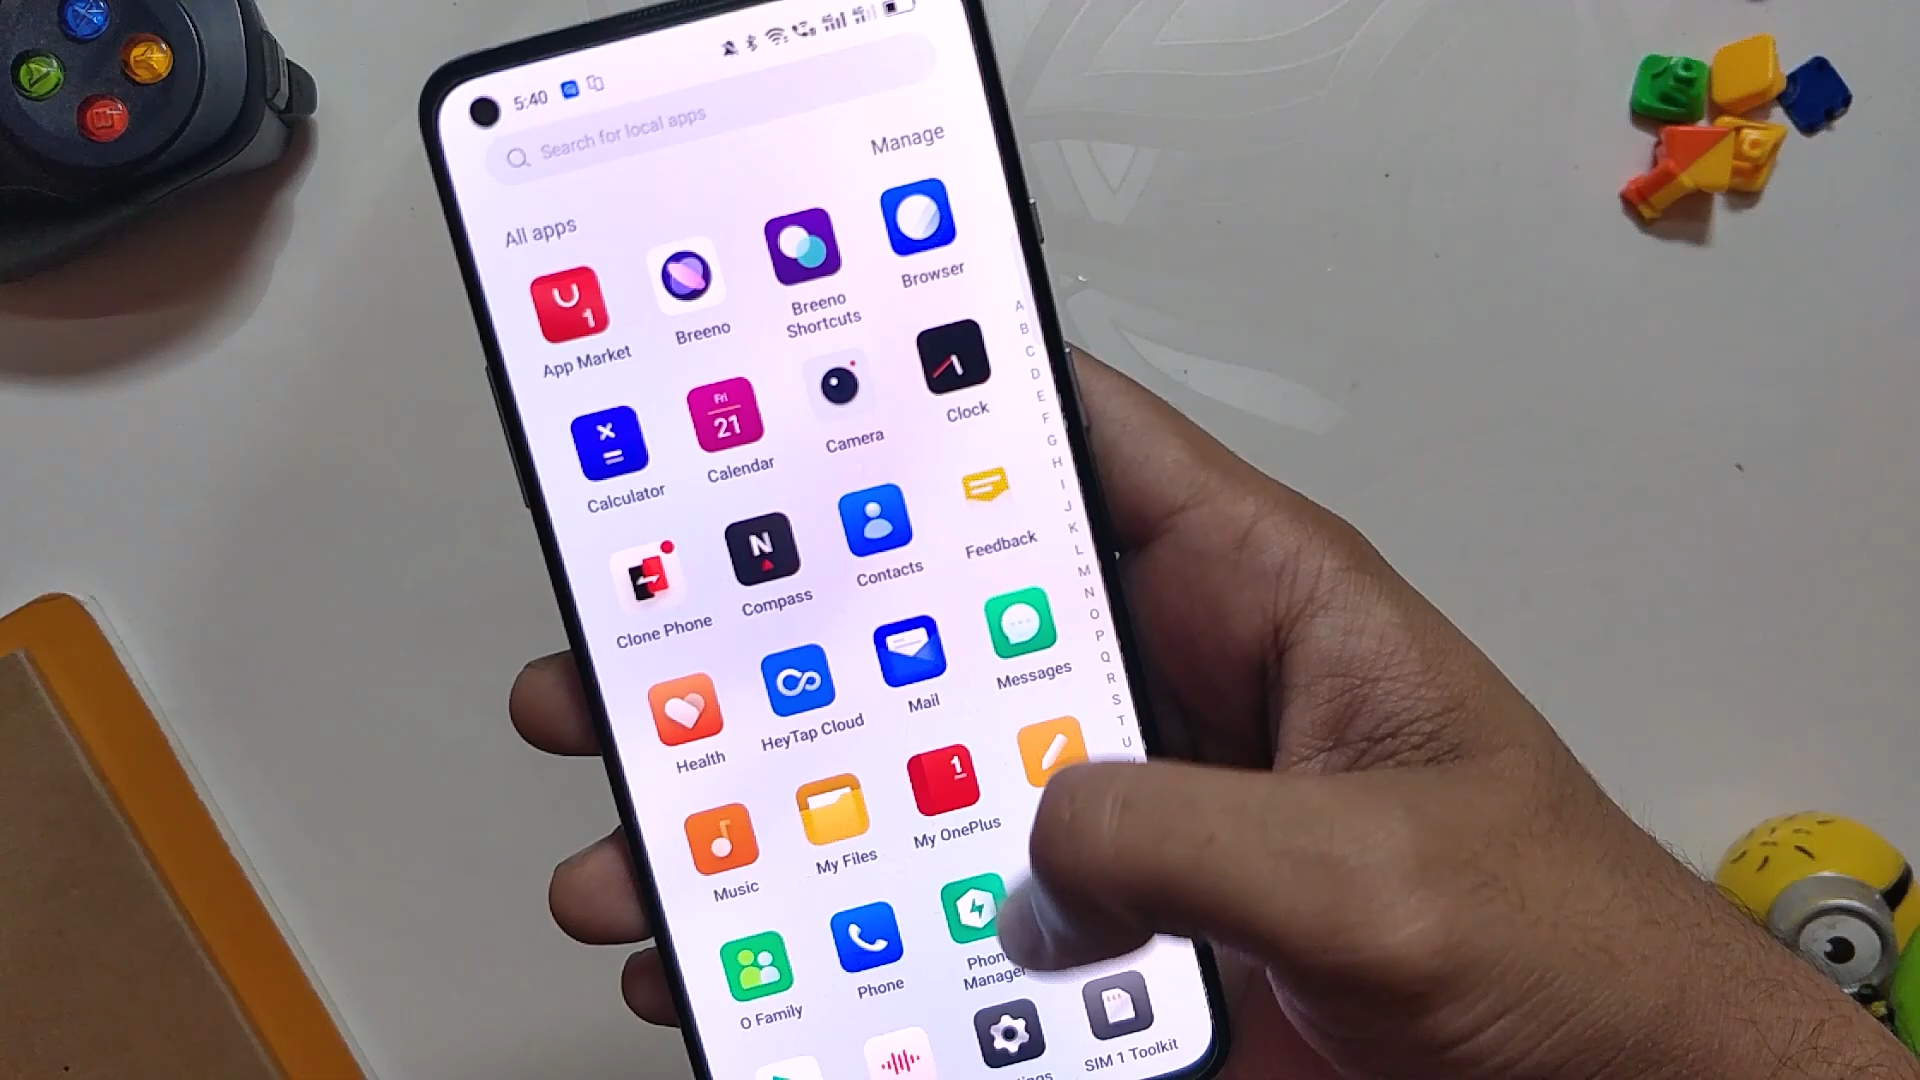 5:40
Search for local apps
Manage
All apps
1
App Market
Breeno
Breeno
Shortcuts
Browser
Calculator
Fri
21
Calendar
Camera
Clock
Clone Phone
N
Compass
Contacts
Feedback
Health
HeyTap Cloud
Mail
Messages
Music
My Files
1
My OnePlus
O Family
Phone
Manager
SIM 1 Toolkit
A
B
C
D
E
F
G
H
I
J
K
L
M
N
O
P
Q
R
S
T
U